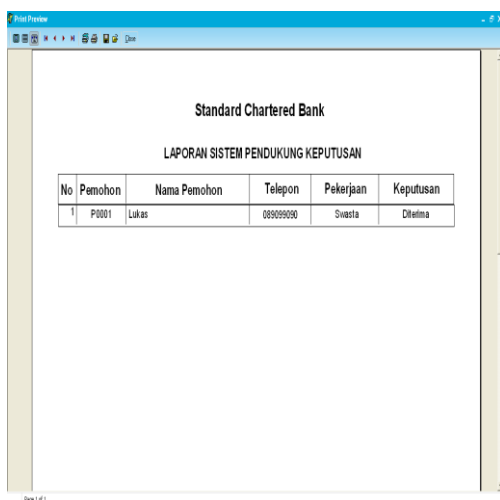 Print Preview
Close
Standard Chartered Bank
LAPORAN SISTEM PENDUKUNG KEPUTUSAN
No Pemohon Nama Pemohon Telepon Pekerjaan Keputusan
1 P0001 Lukas 089099090 Swasta Diterima
Page 1 of 1